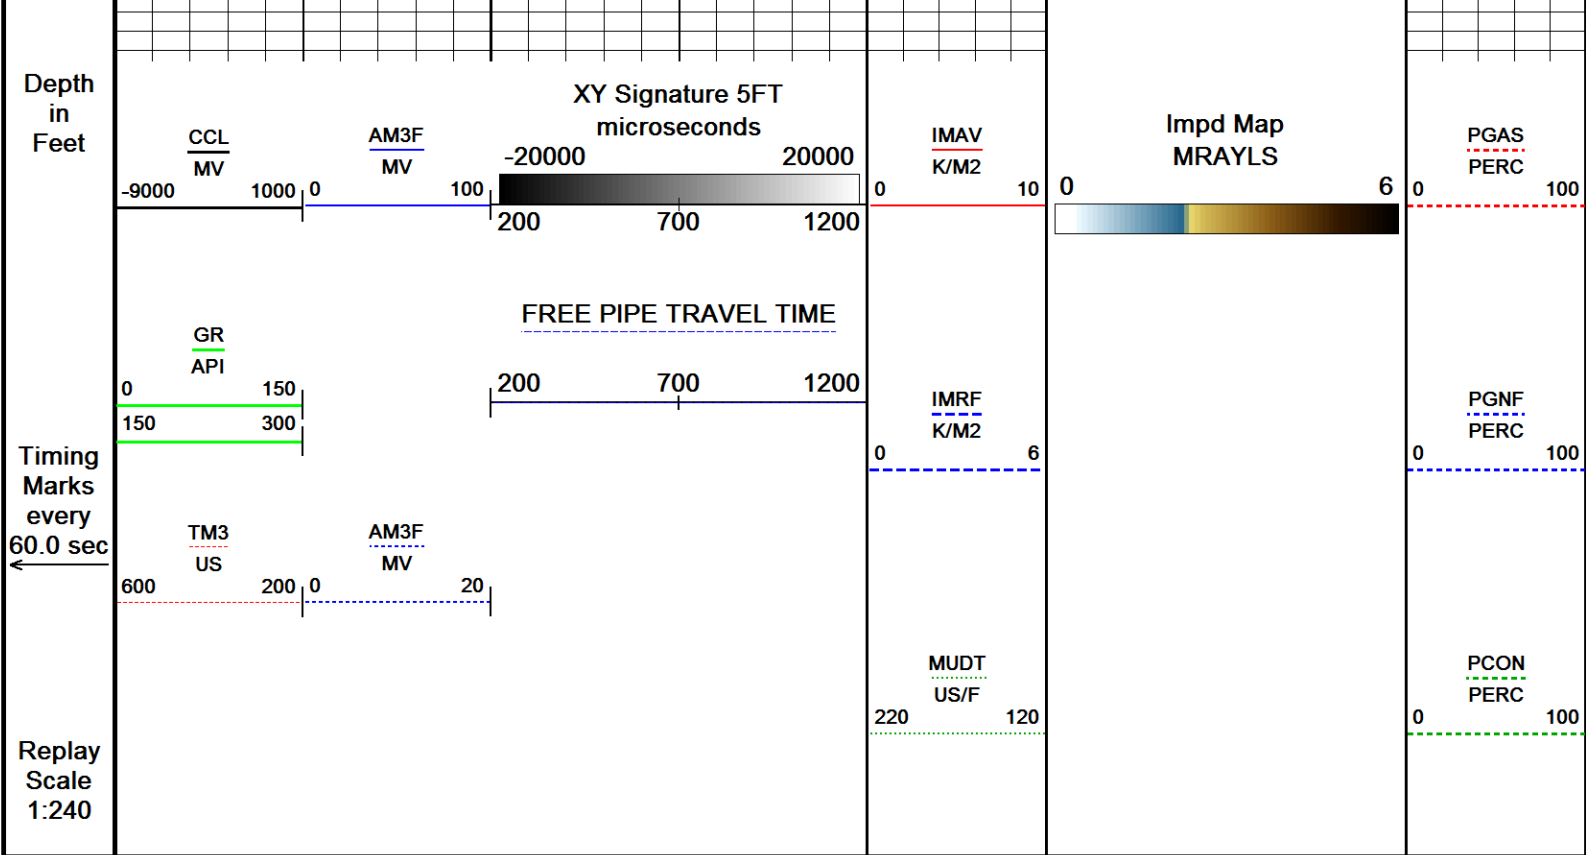 Depth
in
Feet
Timing
Marks
every
60.0 sec
Replay
Scale
1:240
CCL
MV
-9000 1000
GR
API
0 150
150 300
TM3
US
600 200
AM3F
MV
0 100
AM3F
MV
0 20
XY Signature 5FT
microseconds
-20000 20000
200 700 1200
FREE PIPE TRAVEL TIME
200 700 1200
IMAV
K/M2
0 10
IMRF
K/M2
0 6
MUDT
US/F
220 120
Impd Map
MRAYLS
0 6
PGAS
PERC
0 100
PGNF
PERC
0 100
PCON
PERC
0 100